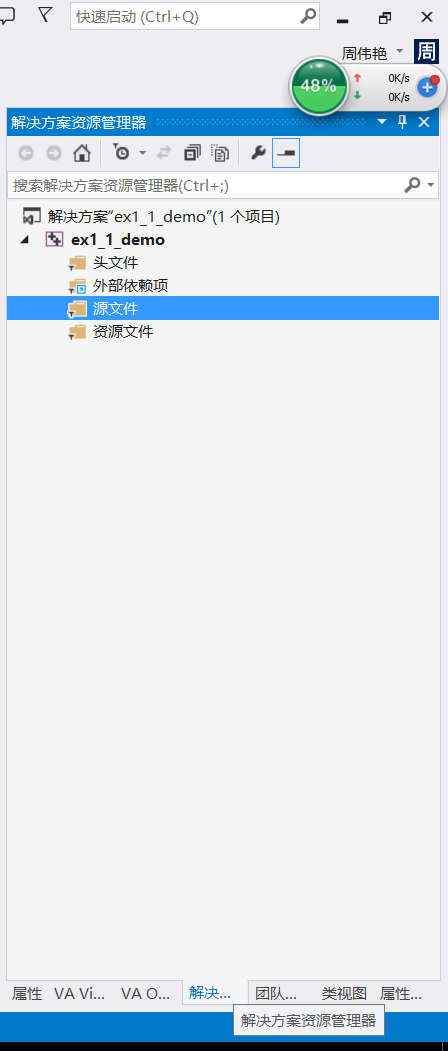 快速启动 (Ctrl+Q)
周伟艳 周
48% 0K/s
0K/s
解决方案资源管理器
搜索解决方案资源管理器(Ctrl+;)
解决方案"ex1_1_demo"(1 个项目)
ex1_1_demo
头文件
外部依赖项
源文件
资源文件
属性 VA Vi... VA O... 解决... 团队... 类视图 属性...
解决方案资源管理器